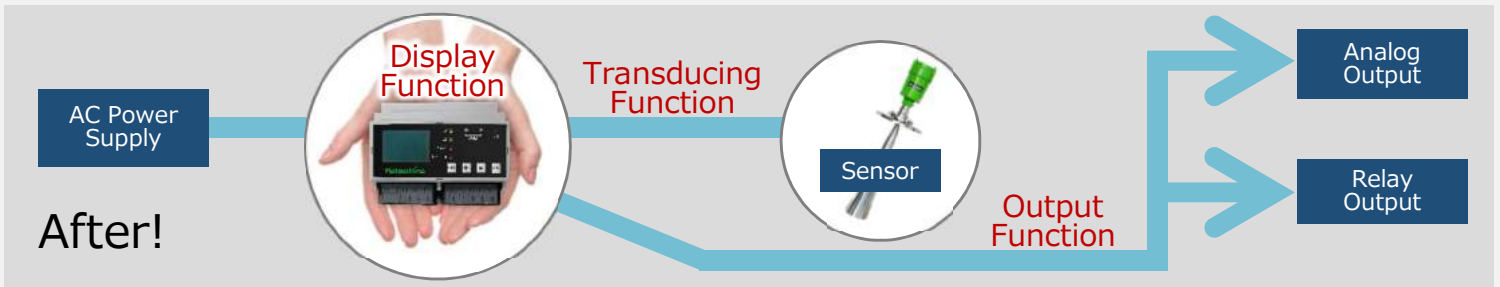 AC Power
Supply
After!
Display
Function
Transducing
Function
Sensor
Output
Function
Analog
Output
Relay
Output